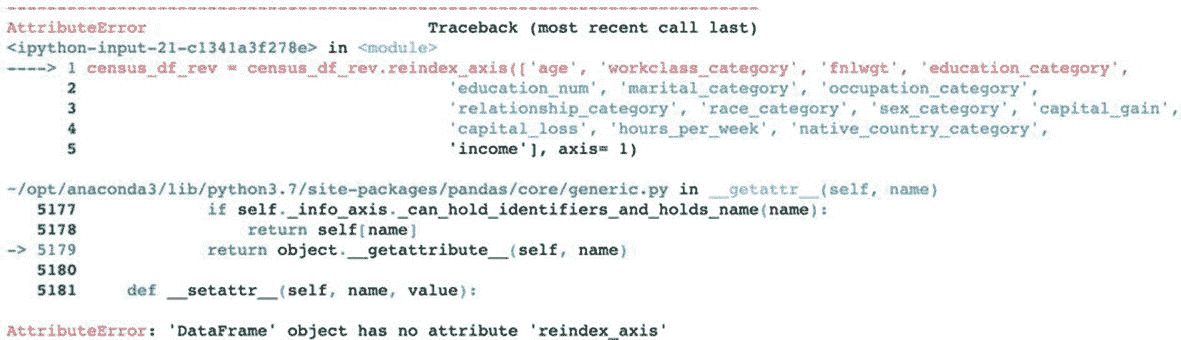 ---------------------------------------------------------------------------
AttributeError                            Traceback (most recent call last)
<ipython-input-21-c1341a3f278e> in <module>
----> 1 census_df_rev = census_df_rev.reindex_axis(['age', 'workclass_category', 'fnlwgt', 'education_category',
      2                                             'education_num', 'marital_category', 'occupation_category',
      3                                             'relationship_category', 'race_category', 'sex_category', 'capital_gain',
      4                                             'capital_loss', 'hours_per_week', 'native_country_category',
      5                                             'income'], axis= 1)

~/opt/anaconda3/lib/python3.7/site-packages/pandas/core/generic.py in __getattr__(self, name)
   5177             if self._info_axis._can_hold_identifiers_and_holds_name(name):
   5178                 return self[name]
-> 5179             return object.__getattribute__(self, name)
   5180
   5181     def __setattr__(self, name, value):

AttributeError: 'DataFrame' object has no attribute 'reindex_axis'